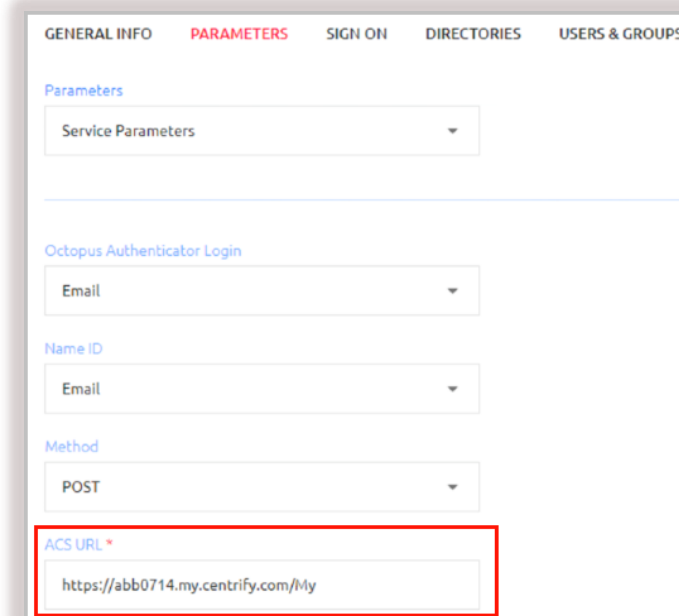 GENERAL INFO PARAMETERS SIGN ON DIRECTORIES USERS & GROUPS
Parameters
Service Parameters
Octopus Authenticator Login
Email
Name ID
Email
Method
POST
ACS URL *
https://abb0714.my.centrify.com/My